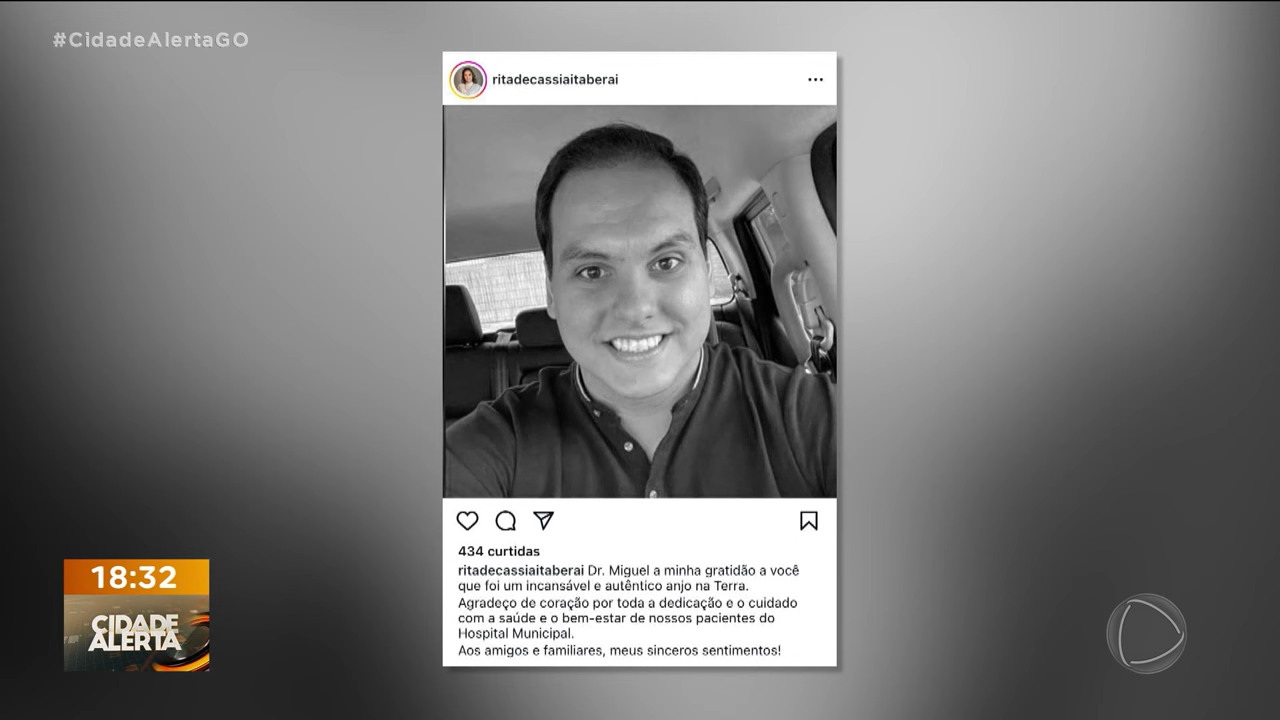 #CidadeAlertaGO
ritadecassiaitaberai
434 curtidas
ritadecassiaitaberai Dr. Miguel a minha gratidão a você
que foi um incansável e autêntico anjo na Terra.
Agradeço de coração por toda a dedicação e o cuidado
com a saúde e o bem-estar de nossos pacientes do
Hospital Municipal.
Aos amigos e familiares, meus sinceros sentimentos!
18:32
CIDADE
ALERTA